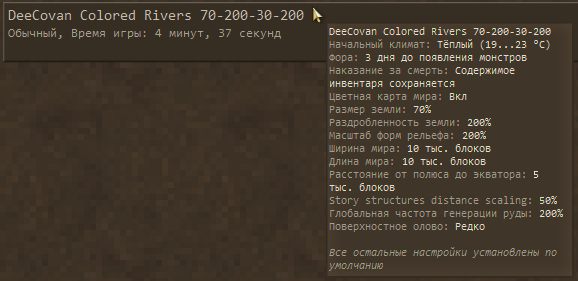 DeeCovan Colored Rivers 70-200-30-200
Обычный, Время игры: 4 минут, 37 секунд
DeeCovan Colored Rivers 70-200-30-200
Начальный климат: Тёплый (19...23 °C)
Фора: 3 дня до появления монстров
Наказание за смерть: Содержимое
инвентаря сохраняется
Цветная карта мира: Вкл
Размер земли: 70%
Раздробленность земли: 200%
Масштаб форм рельефа: 200%
Ширина мира: 10 тыс. блоков
Длина мира: 10 тыс. блоков
Расстояние от полюса до экватора: 5
тыс. блоков
Story structures distance scaling: 50%
Глобальная частота генерации руды: 200%
Поверхностное олово: Редко
Все остальные настройки установлены по
умолчанию